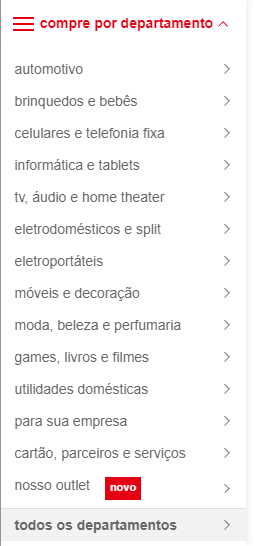 compre por departamento
automotivo
brinquedos e bebês
celulares e telefonia fixa
informática e tablets
tv, áudio e home theater
eletrodomésticos e split
eletroportáteis
móveis e decoração
moda, beleza e perfumaria
games, livros e filmes
utilidades domésticas
para sua empresa
cartão, parceiros e serviços
nosso outlet novo
todos os departamentos